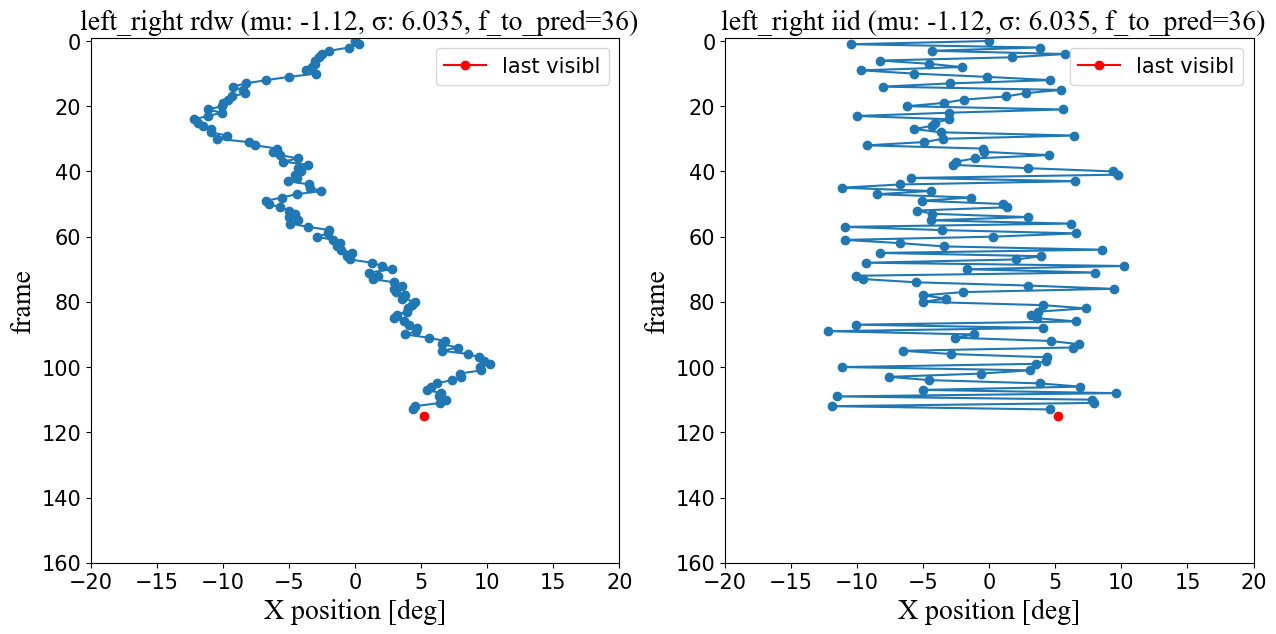 left_right rdw (mu: -1.12, σ: 6.035, f_to_pred=36)
last visibl
0
20
40
60
80
100
120
140
160
frame
−20 −15 −10 −5 0 5 10 15 20
X position [deg]
left_right iid (mu: -1.12, σ: 6.035, f_to_pred=36)
last visibl
0
20
40
60
80
100
120
140
160
frame
−20 −15 −10 −5 0 5 10 15 20
X position [deg]